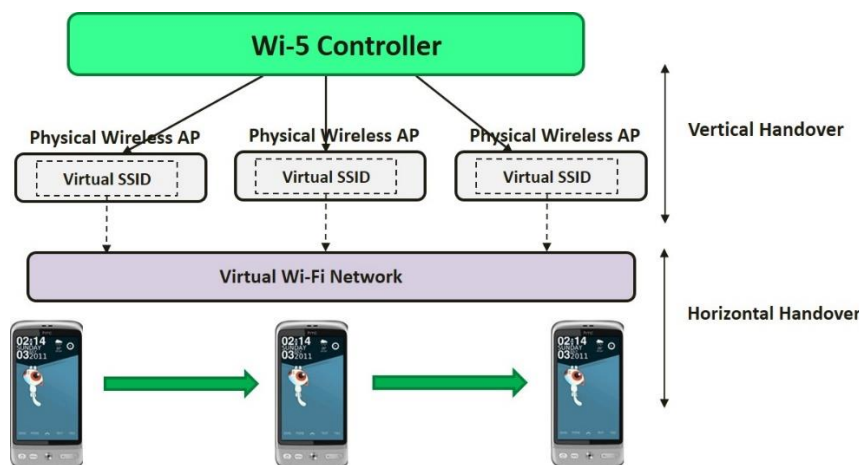 Wi-5 Controller
Physical Wireless AP
Physical Wireless AP
Physical Wireless AP
Vertical Handover
Virtual SSID
Virtual SSID
Virtual SSID
Virtual Wi-Fi Network
Horizontal Handover
02:14
SUNDAY
03 2011
02:14
SUNDAY
03 2011
02:14
SUNDAY
03 2011